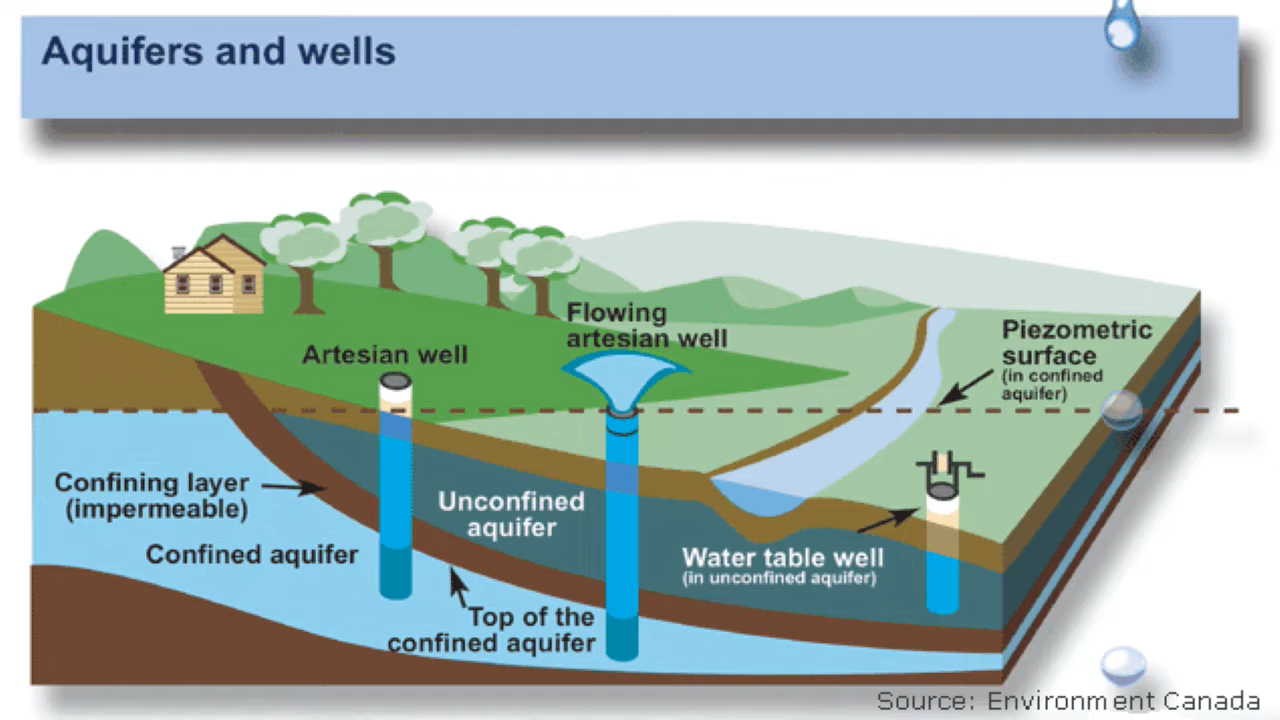 Aquifers and wells
Flowing
artesian well
Artesian well
Piezometric
surface
(in confined
aquifer)
Confining layer
(impermeable)
Unconfined
aquifer
Confined aquifer
Water table well
(in unconfined aquifer)
Top of the
confined aquifer
Source: Environment Canada